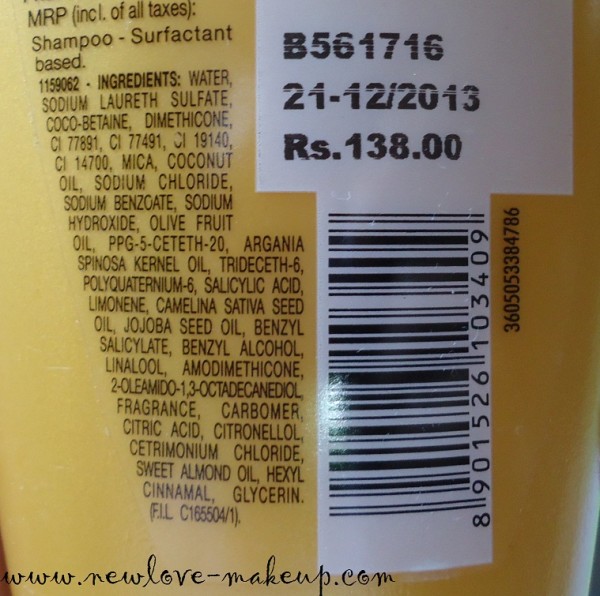 MRP (incl. of all taxes):
Shampoo - Surfactant
based.
1159062 - INGREDIENTS: WATER,
SODIUM LAURETH SULFATE,
COCO-BETAINE, DIMETHICONE,
CI 77891, CI 77491, CI 19140,
CI 14700, MICA, COCONUT
OIL, SODIUM CHLORIDE,
SODIUM BENZOATE, SODIUM
HYDROXIDE, OLIVE FRUIT
OIL, PPG-5-CETETH-20, ARGANIA
SPINOSA KERNEL OIL, TRIDECETH-6,
POLYQUATERNIUM-6, SALICYLIC ACID,
LIMONENE, CAMELINA SATIVA SEED
OIL, JOJOBA SEED OIL, BENZYL
SALICYLATE, BENZYL ALCOHOL,
LINALOOL, AMODIMETHICONE,
2-OLEAMIDO-1,3-OCTADECANEDIOL,
FRAGRANCE, CARBOMER,
CITRIC ACID, CITRONELLOL,
CETRIMONIUM CHLORIDE,
SWEET ALMOND OIL, HEXYL
CINNAMAL, GLYCERIN.
(F.I.L. C165504/1).
B561716
21-12/2013
Rs.138.00
8 901526 103409
3605053384786
www.newlove-makeup.com